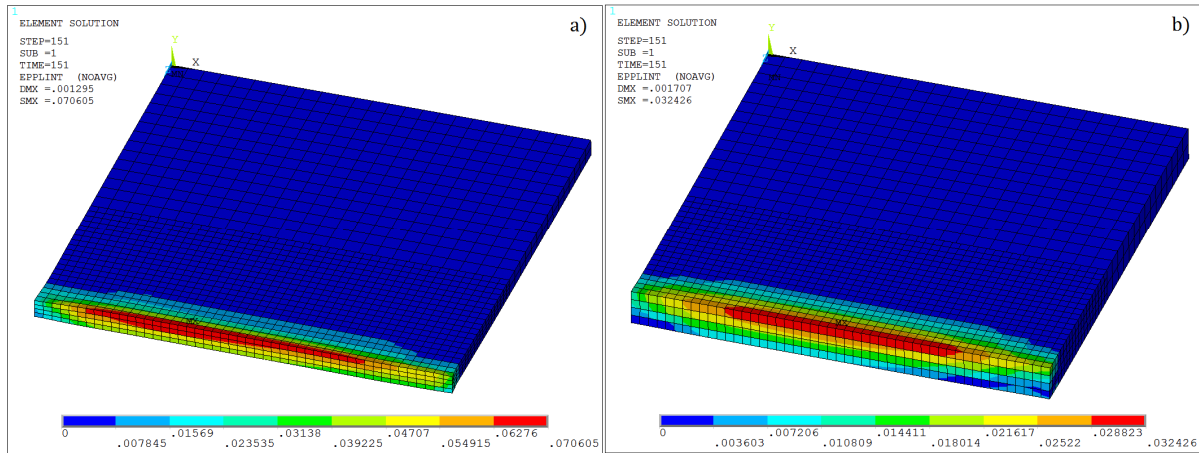 1
ELEMENT SOLUTION
a)
STEP=151
SUB =1
TIME=151
EPPLINT (NOAVG)
DMX =.001295
SMX =.070605
Y
X
0
.007845
.01569
.023535
.03138
.039225
.04707
.054915
.06276
.070605
1
ELEMENT SOLUTION
b)
STEP=151
SUB =1
TIME=151
EPPLINT (NOAVG)
DMX =.001707
SMX =.032426
Y
X
0
.003603
.007206
.010809
.014411
.018014
.021617
.02522
.028823
.032426